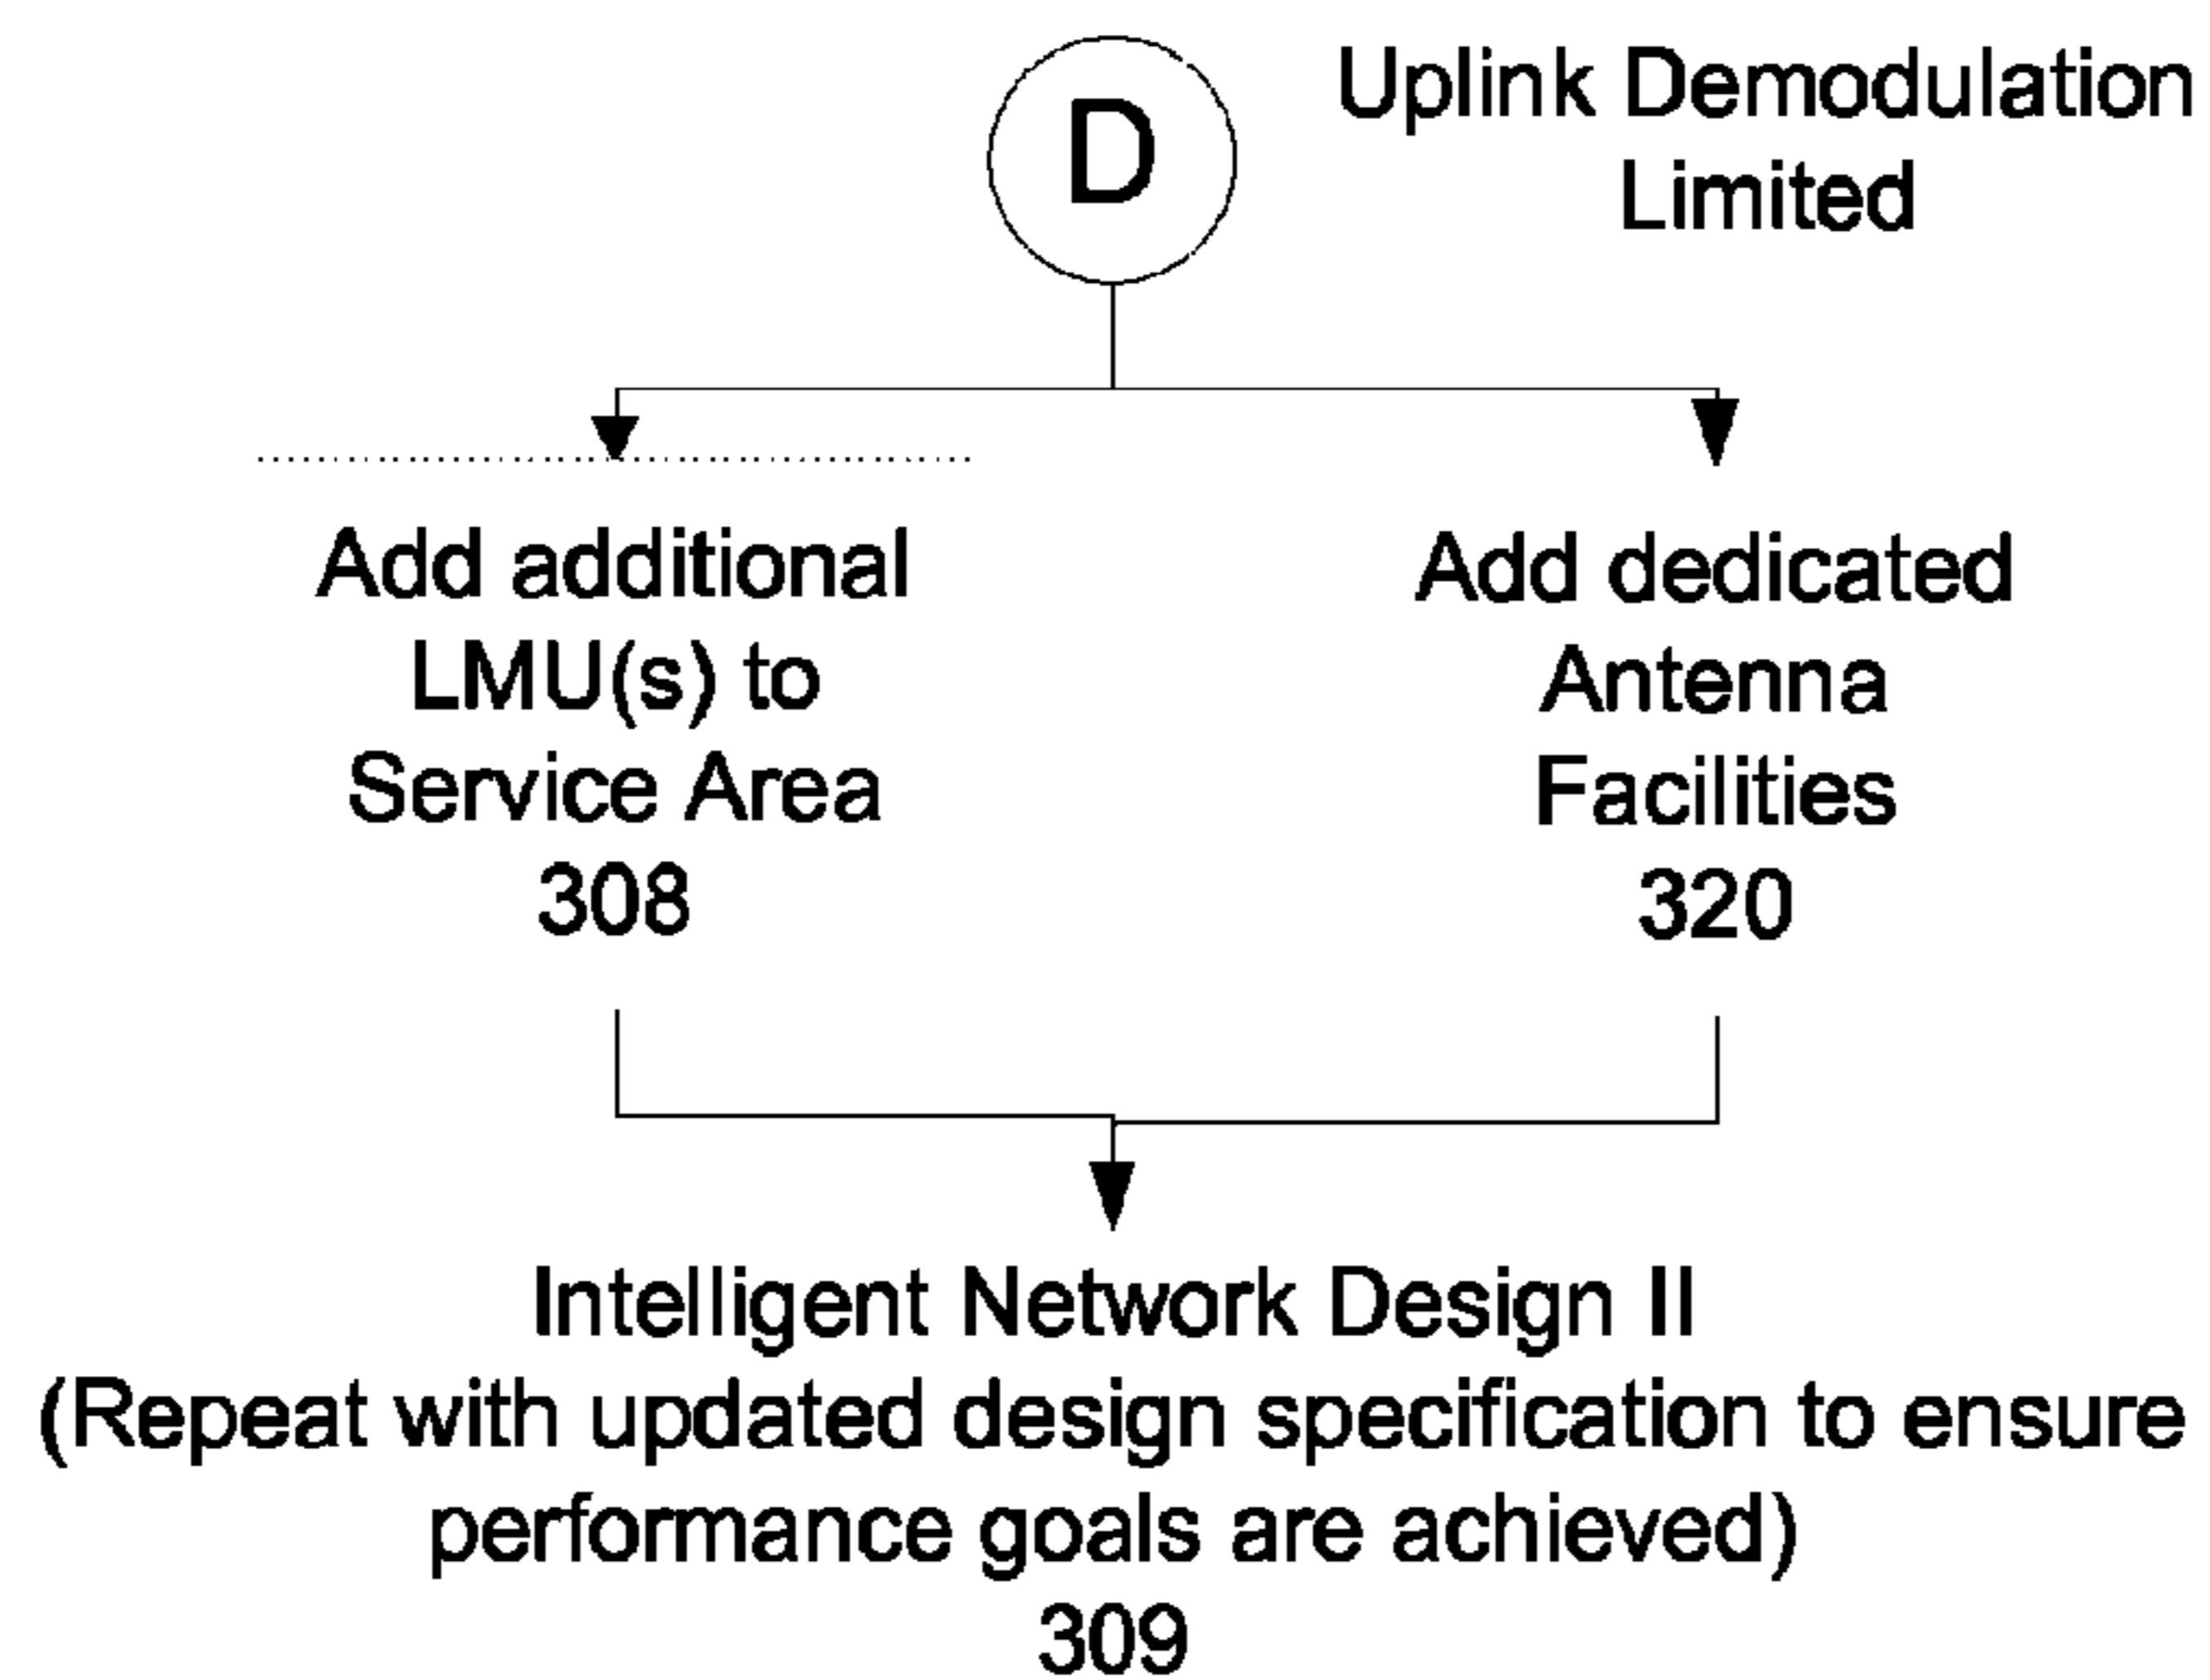 D
Uplink Demodulation
Limited
Add additional
LMU(s) to
Service Area
308
Add dedicated
Antenna
Facilities
320
Intelligent Network Design II
(Repeat with updated design specification to ensure
performance goals are achieved)
309